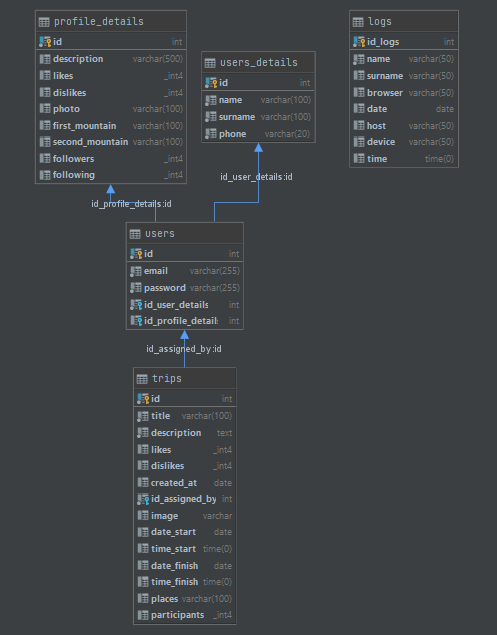 profile_details
id int
description varchar(500)
likes _int4
dislikes _int4
photo varchar(100)
first_mountain varchar(100)
second_mountain varchar(100)
followers _int4
following _int4
users_details
id int
name varchar(100)
surname varchar(100)
phone varchar(20)
logs
id_logs int
name varchar(50)
surname varchar(50)
browser varchar(50)
date date
host varchar(50)
device varchar(50)
time time(0)
id_profile_details:id
id_user_details:id
users
id int
email varchar(255)
password varchar(255)
id_user_details int
id_profile_details int
id_assigned_by:id
trips
id int
title varchar(100)
description text
likes _int4
dislikes _int4
created_at date
id_assigned_by int
image varchar
date_start date
time_start time(0)
date_finish date
time_finish time(0)
places varchar(100)
participants _int4